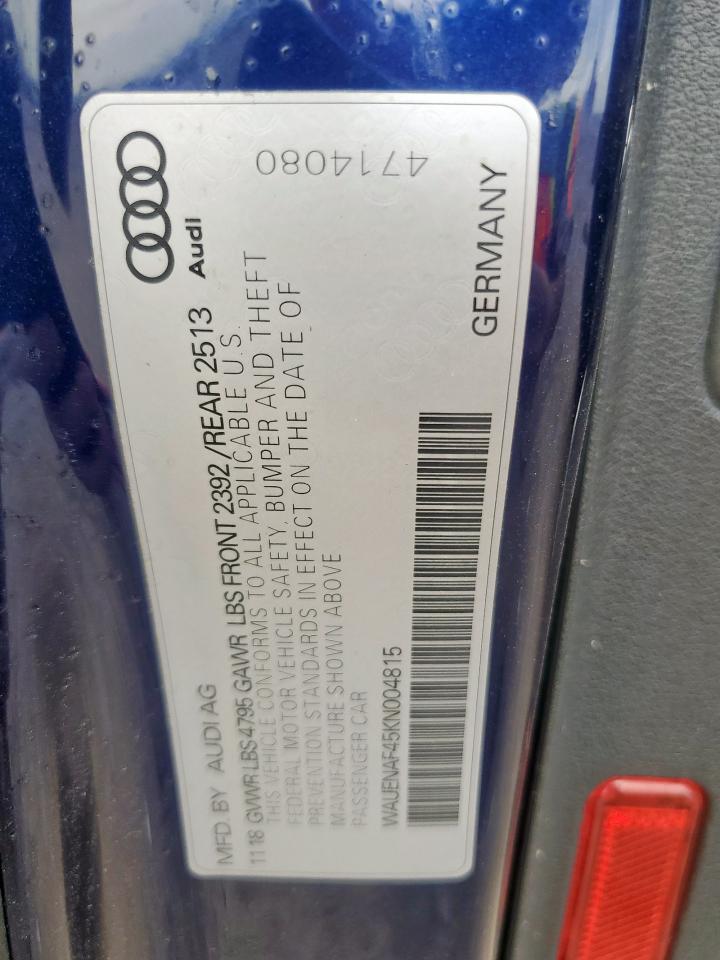 MFD. BY AUDI AG
11 18 GVWR LBS 4795 GAWR LBS FRONT 2392/REAR 2513
THIS VEHICLE CONFORMS TO ALL APPLICABLE U.S.
FEDERAL MOTOR VEHICLE SAFETY, BUMPER AND THEFT
PREVENTION STANDARDS IN EFFECT ON THE DATE OF
MANUFACTURE SHOWN ABOVE
PASSENGER CAR
WAUENAF45KN004815
Audi
4714080
GERMANY